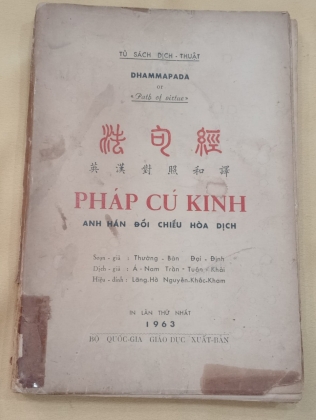 TỦ SÁCH DỊCH-THUẬT
DHAMMAPADA
or
«Path of virtue»
法句經
英漢對照和譯
PHÁP CÚ KINH
ANH HÁN ĐỐI CHIẾU HÒA DỊCH
Soạn-giả : Thường-Bàn Đại-Định
Dịch-giả : Á-Nam Trần-Tuấn-Khải
Hiệu-đính : Lãng-Hồ Nguyễn-Khắc-Kham
IN LẦN THỨ NHẤT
1963
BỘ QUỐC-GIA GIÁO DỤC XUẤT-BẢN